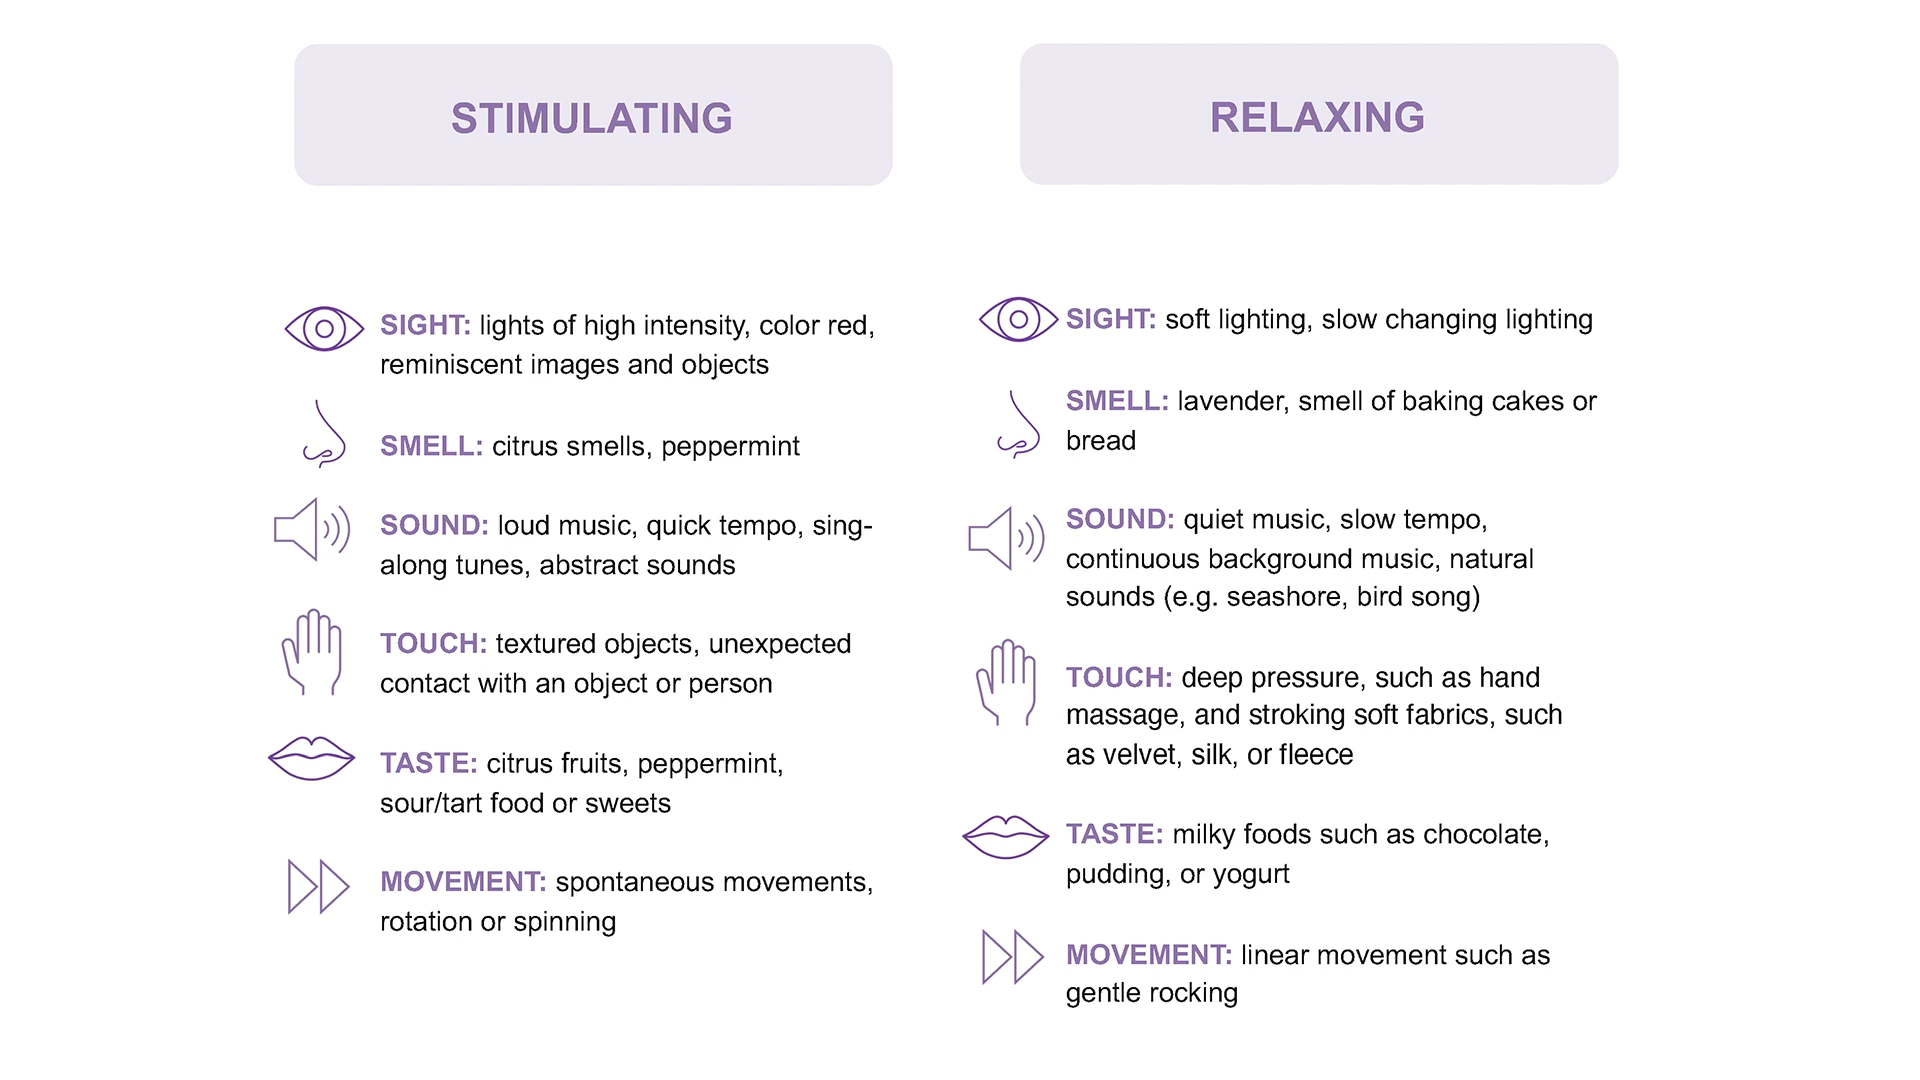 STIMULATING
SIGHT: lights of high intensity, color red,
reminiscent images and objects
SMELL: citrus smells, peppermint
SOUND: loud music, quick tempo, sing-
along tunes, abstract sounds
TOUCH: textured objects, unexpected
contact with an object or person
TASTE: citrus fruits, peppermint,
sour/tart food or sweets
MOVEMENT: spontaneous movements,
rotation or spinning
RELAXING
SIGHT: soft lighting, slow changing lighting
SMELL: lavender, smell of baking cakes or
bread
SOUND: quiet music, slow tempo,
continuous background music, natural
sounds (e.g. seashore, bird song)
TOUCH: deep pressure, such as hand
massage, and stroking soft fabrics, such
as velvet, silk, or fleece
TASTE: milky foods such as chocolate,
pudding, or yogurt
MOVEMENT: linear movement such as
gentle rocking